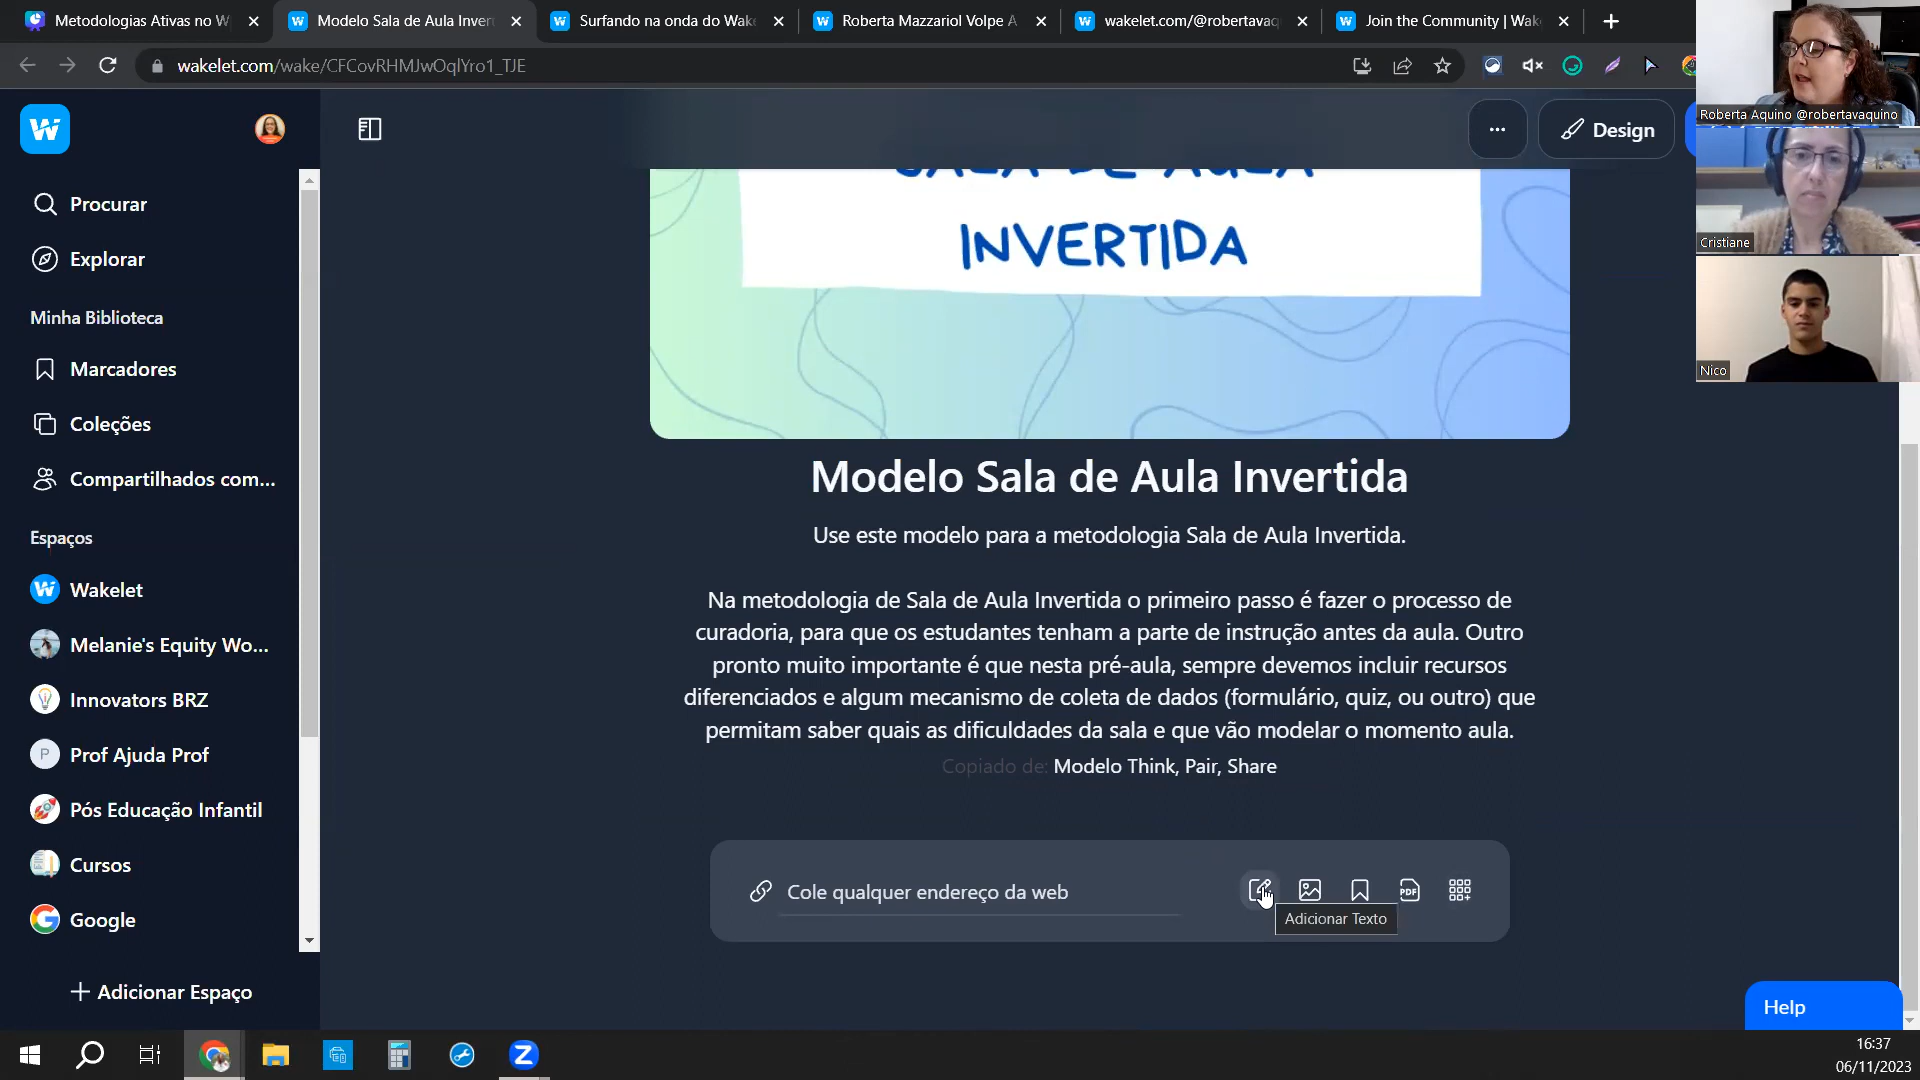 Metodologias Ativas no W
Modelo Sala de Aula Inver
Surfando na onda do Wak
Roberta Mazzariol Volpe A
wakelet.com/@robertavaq
Join the Community | Wak
wakelet.com/wake/CFCovRHMJwOqlYro1_TJE
Roberta Aquino @robertavaquino
Cristiane
Nico
Design
Procurar
Explorar
Minha Biblioteca
Marcadores
Coleções
Compartilhados com...
Espaços
Wakelet
Melanie's Equity Wo...
Innovators BRZ
P Prof Ajuda Prof
Pós Educação Infantil
Cursos
Google
Adicionar Espaço
SALA DE AULA
INVERTIDA
Modelo Sala de Aula Invertida
Use este modelo para a metodologia Sala de Aula Invertida.
Na metodologia de Sala de Aula Invertida o primeiro passo é fazer o processo de
curadoria, para que os estudantes tenham a parte de instrução antes da aula. Outro
pronto muito importante é que nesta pré-aula, sempre devemos incluir recursos
diferenciados e algum mecanismo de coleta de dados (formulário, quiz, ou outro) que
permitam saber quais as dificuldades da sala e que vão modelar o momento aula.
Copiado de: Modelo Think, Pair, Share
Cole qualquer endereço da web
PDF
Adicionar Texto
Help
16:37
06/11/2023